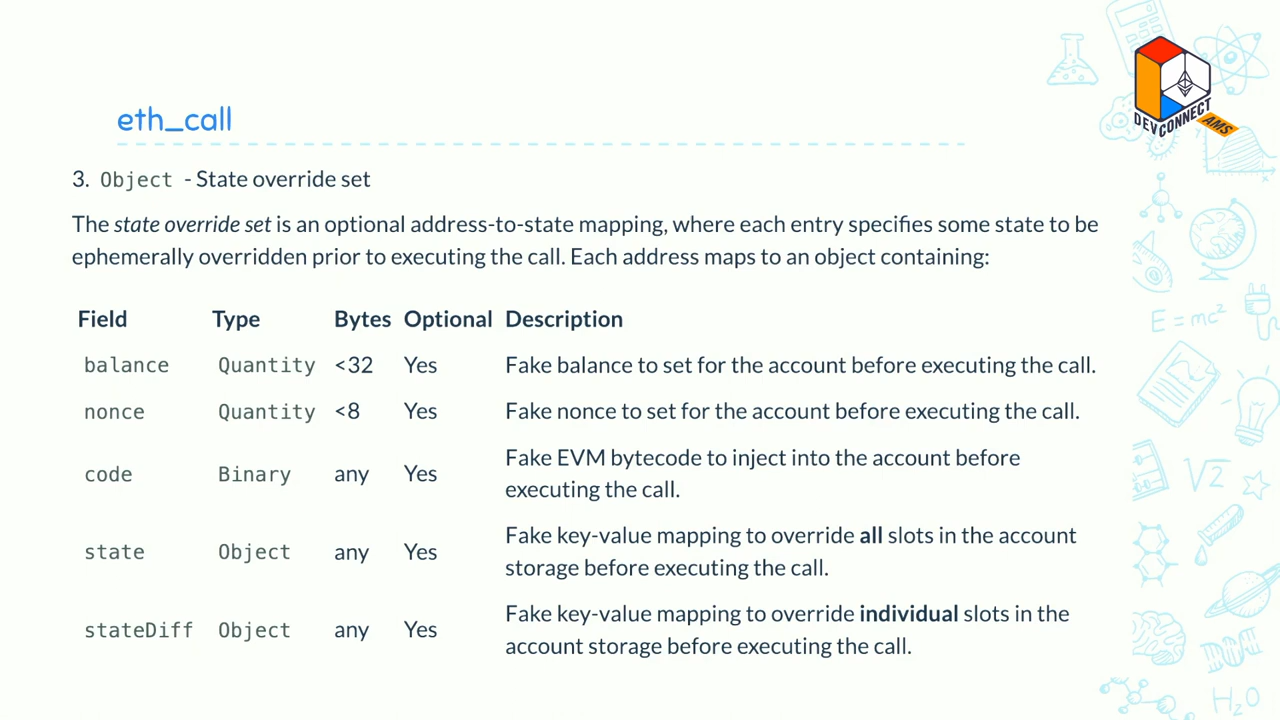 DEVCONNECT
AMS
eth_call
3. Object - State override set
The state override set is an optional address-to-state mapping, where each entry specifies some state to be
ephemerally overridden prior to executing the call. Each address maps to an object containing:
Field Type Bytes Optional Description
balance Quantity <32 Yes Fake balance to set for the account before executing the call.
nonce Quantity <8 Yes Fake nonce to set for the account before executing the call.
code Binary any Yes Fake EVM bytecode to inject into the account before
executing the call.
state Object any Yes Fake key-value mapping to override all slots in the account
storage before executing the call.
stateDiff Object any Yes Fake key-value mapping to override individual slots in the
account storage before executing the call.
E = mc²
√2
H₂O